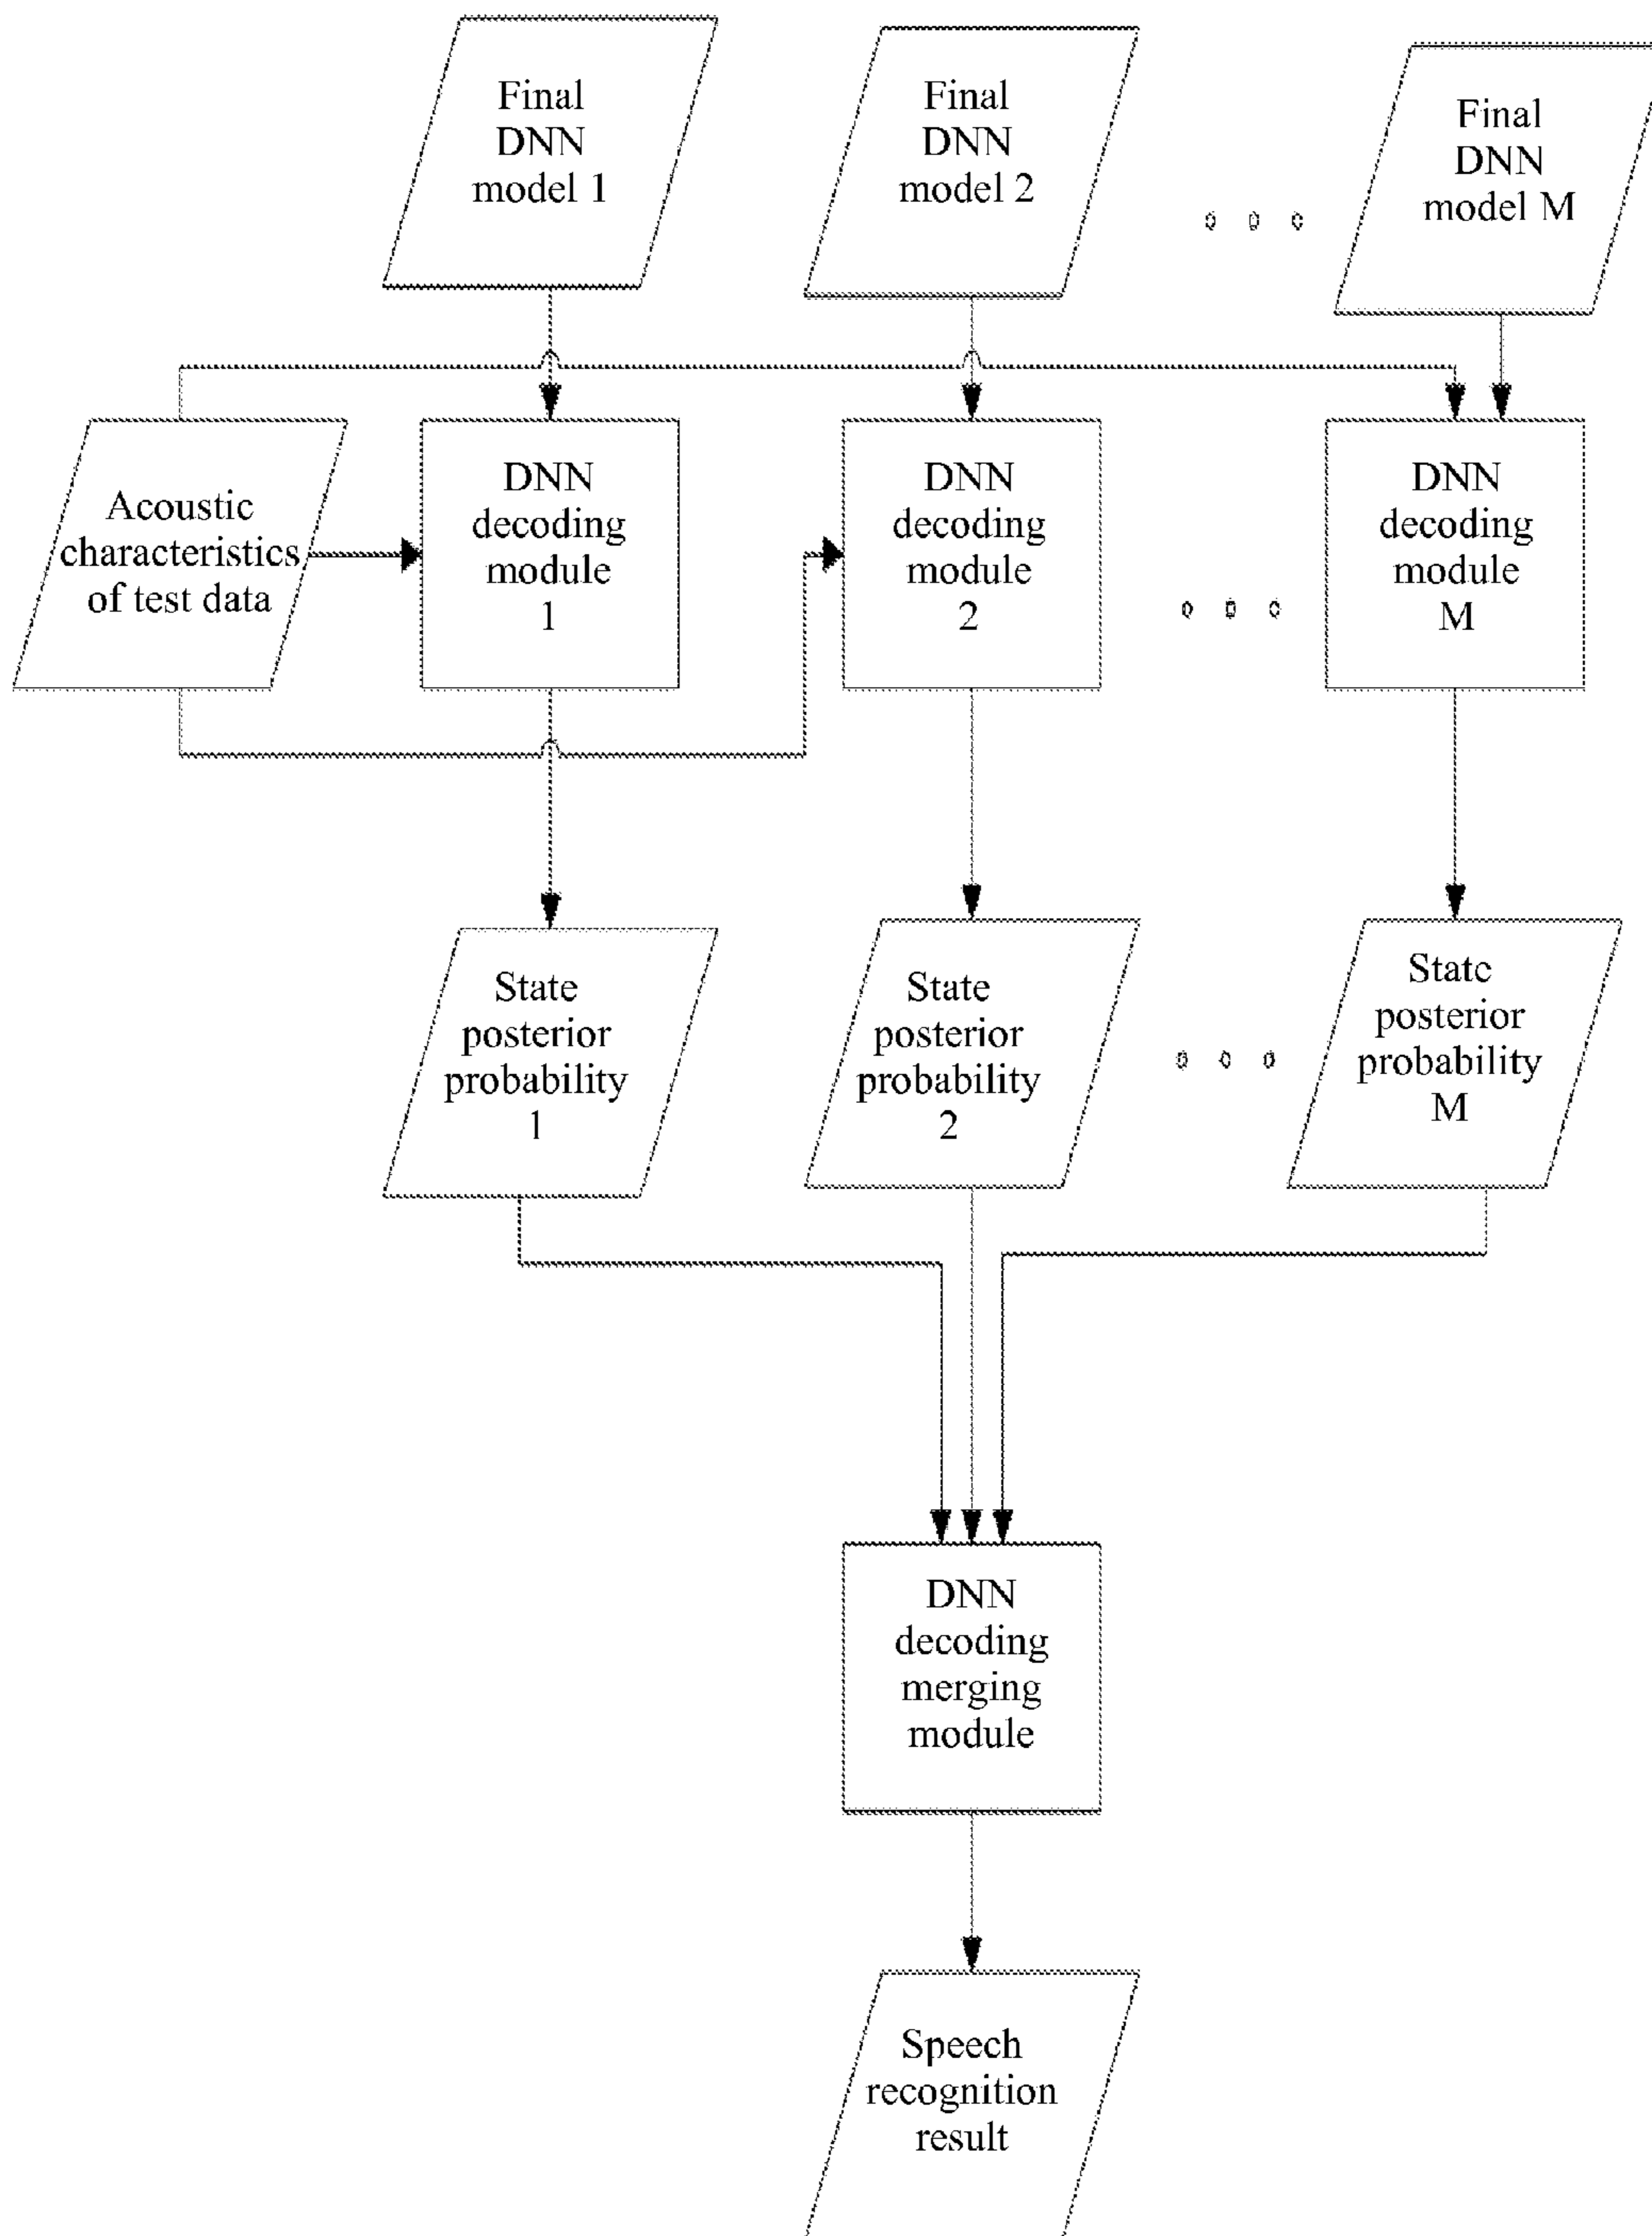 Final
DNN
model 1
Final
DNN
model 2
Final
DNN
model M
Acoustic
characteristics
of test data
DNN
decoding
module
1
DNN
decoding
module
2
DNN
decoding
module
M
State
posterior
probability
1
State
posterior
probability
2
State
posterior
probability
M
DNN
decoding
merging
module
Speech
recognition
result